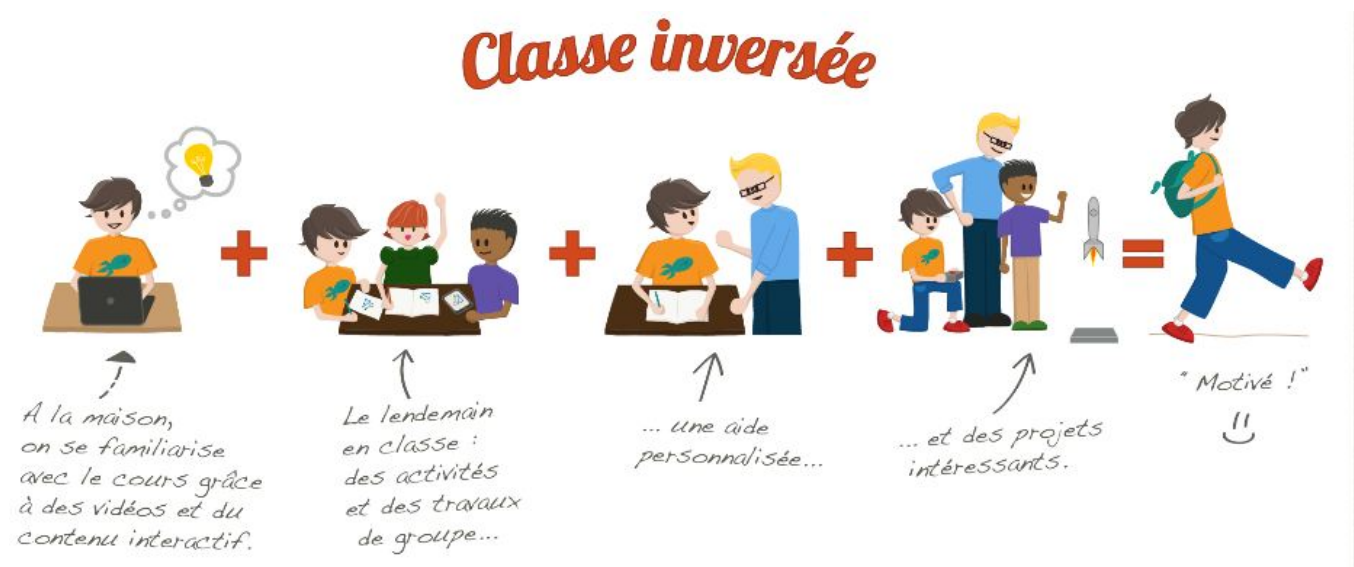 Classe inversée
A la maison,
on se familiarise
avec le cours grâce
à des vidéos et du
contenu interactif.
Le lendemain
en classe :
des activités
et des travaux
de groupe...
... une aide
personnalisée...
... et des projets
intéressants.
"Motivé !"